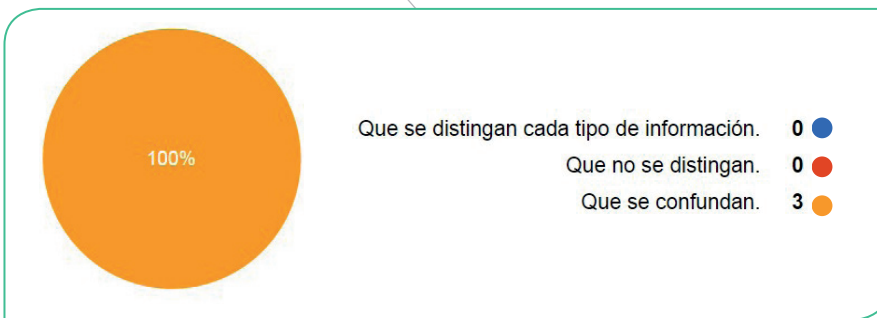 100%
Que se distingan cada tipo de información. 0
Que no se distingan. 0
Que se confundan. 3